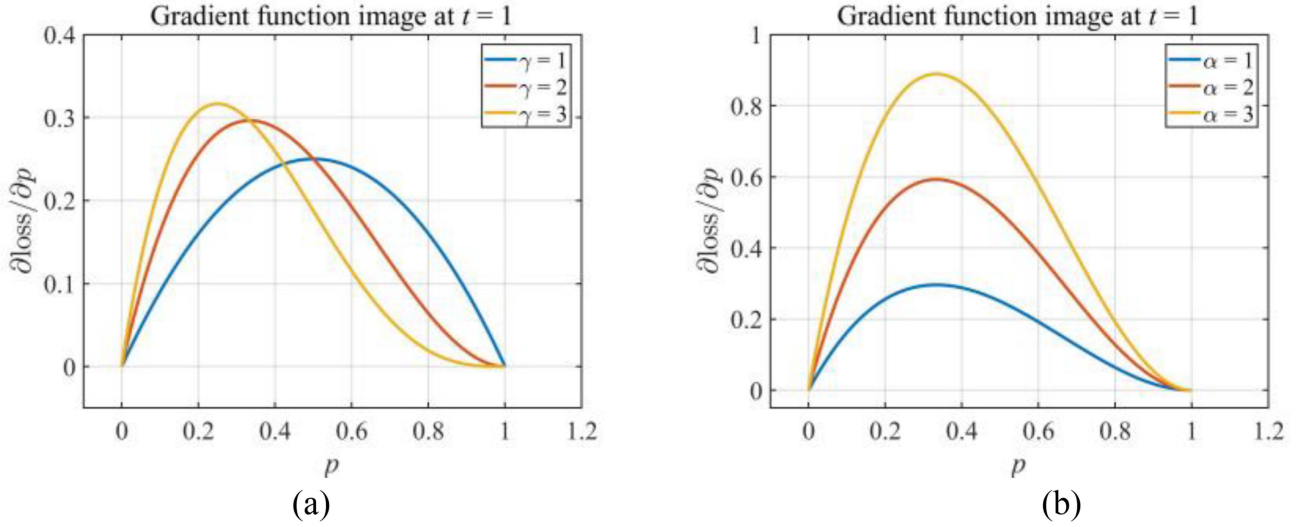 Gradient function image at t = 1
0.4
0.3
0.2
0.1
0
∂loss/∂p
γ = 1
γ = 2
γ = 3
0 0.2 0.4 0.6 0.8 1 1.2
p
(a)
Gradient function image at t = 1
1
0.8
0.6
0.4
0.2
0
∂loss/∂p
α = 1
α = 2
α = 3
0 0.2 0.4 0.6 0.8 1 1.2
p
(b)